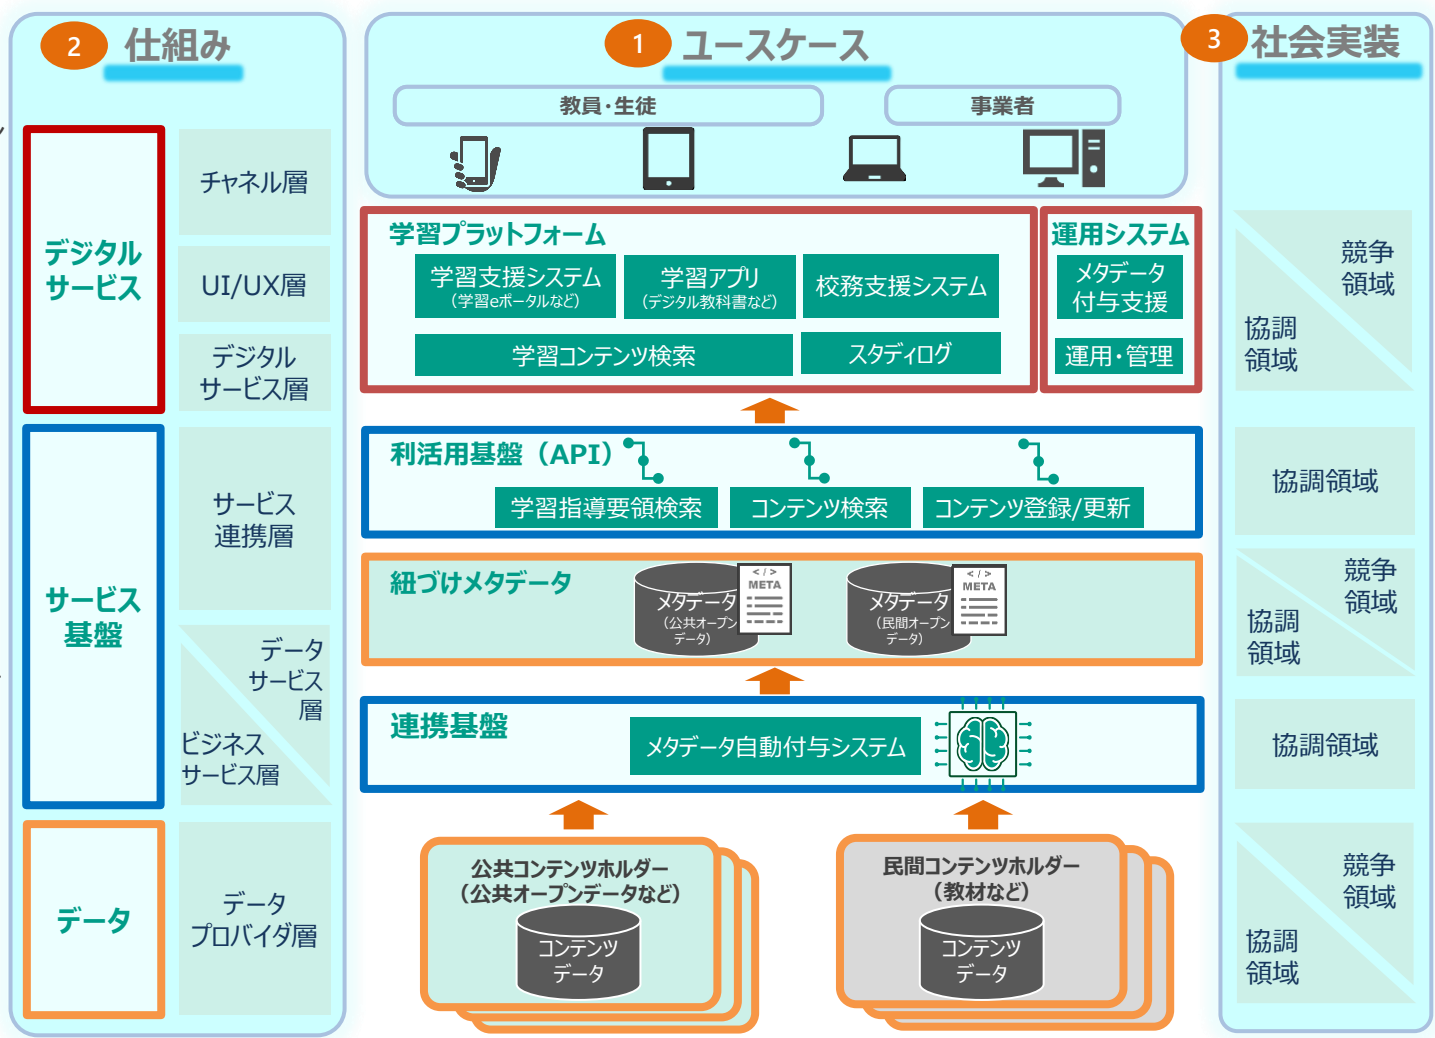 2 仕組み
デジタル
サービス
チャネル層
UI/UX層
デジタル
サービス層
サービス
基盤
サービス
連携層
データ
サービス
層
ビジネス
サービス層
データ
データ
プロバイダ層
1 ユースケース
教員・生徒
事業者
学習プラットフォーム
学習支援システム
（学習eポータルなど）
学習アプリ
（デジタル教科書など）
校務支援システム
学習コンテンツ検索
スタディログ
運用システム
メタデータ
付与支援
運用・管理
利活用基盤（API）
学習指導要領検索
コンテンツ検索
コンテンツ登録/更新
紐づけメタデータ
メタデータ
（公共オープン
データ）
</>
META
メタデータ
（民間オープン
データ）
</>
META
連携基盤
メタデータ自動付与システム
公共コンテンツホルダー
（公共オープンデータなど）
コンテンツ
データ
民間コンテンツホルダー
（教材など）
コンテンツ
データ
3 社会実装
競争
領域
協調
領域
協調領域
競争
領域
協調
領域
協調領域
競争
領域
協調
領域